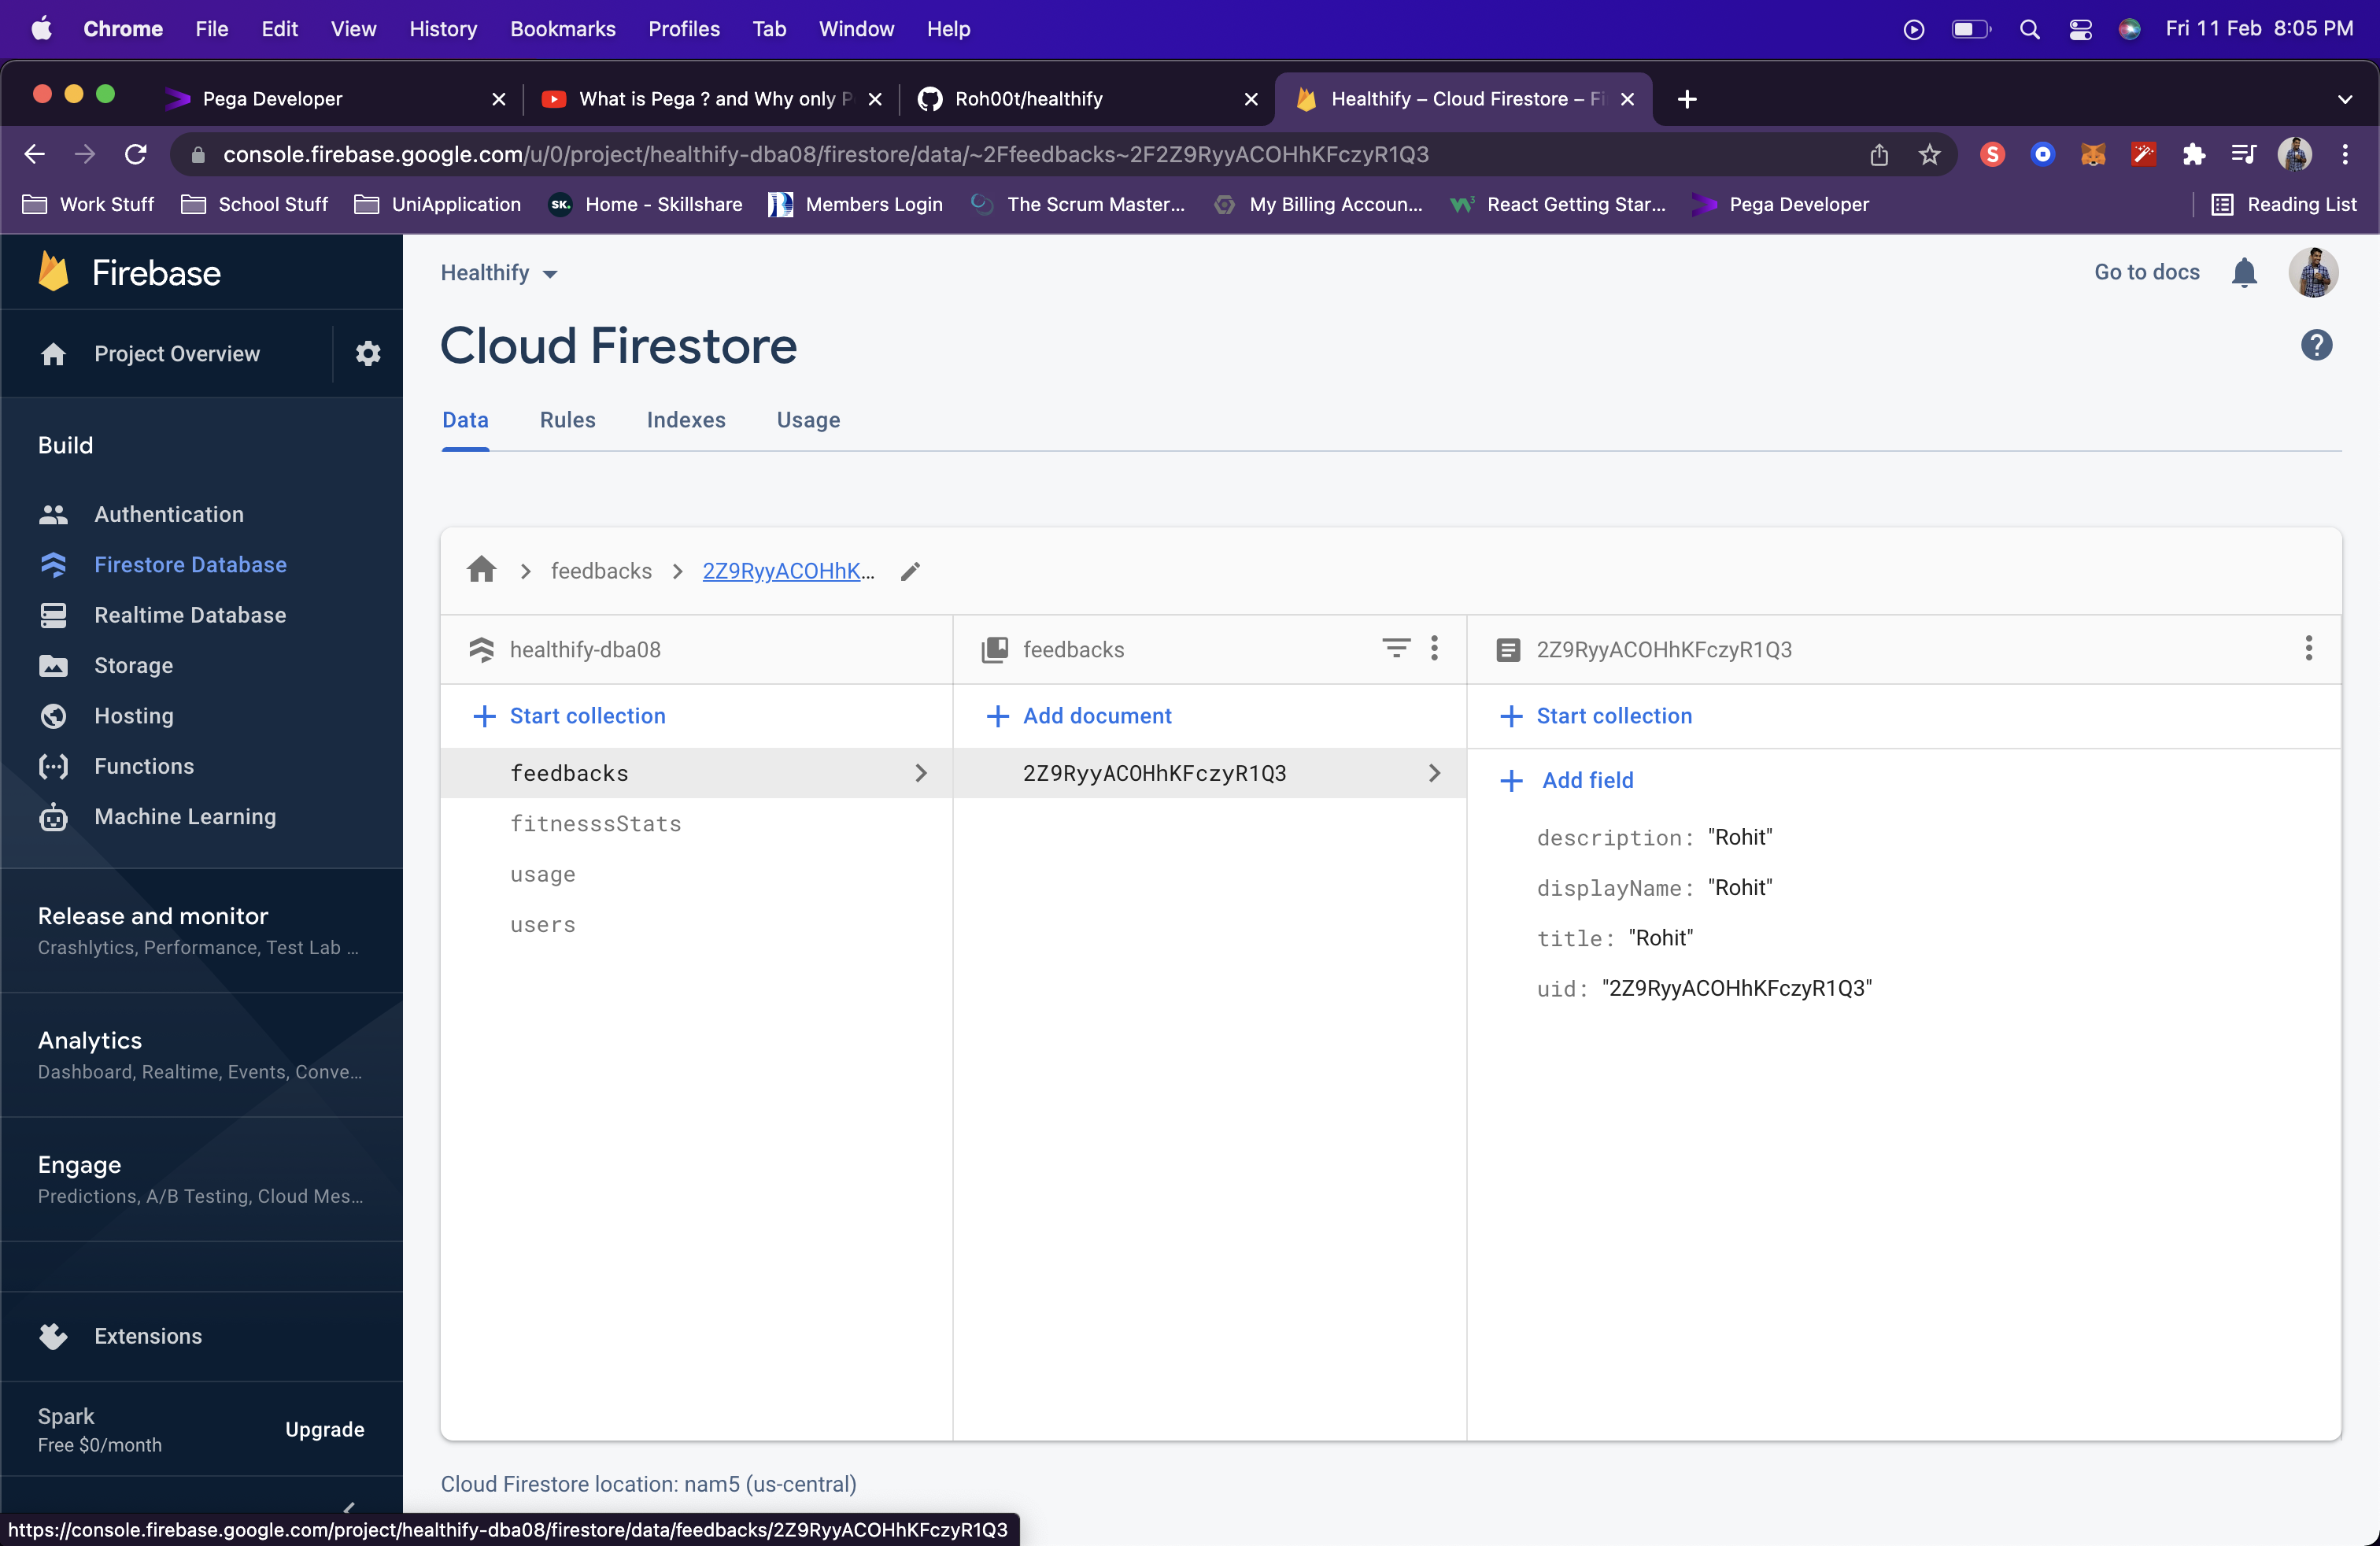 Chrome File Edit View History Bookmarks Profiles Tab Window Help Fri 11 Feb 8:05 PM
Pega Developer What is Pega ? and Why only P Roh00t/healthify Healthify – Cloud Firestore – Fi
console.firebase.google.com/u/0/project/healthify-dba08/firestore/data/~2Ffeedbacks~2F2Z9RyyACOHhKFczyR1Q3
Work Stuff School Stuff UniApplication Home - Skillshare Members Login The Scrum Master... My Billing Accoun... React Getting Star... Pega Developer Reading List
Firebase
Project Overview
Build
Authentication
Firestore Database
Realtime Database
Storage
Hosting
Functions
Machine Learning
Release and monitor
Crashlytics, Performance, Test Lab ...
Analytics
Dashboard, Realtime, Events, Conve...
Engage
Predictions, A/B Testing, Cloud Mes...
Extensions
Spark
Free $0/month
Upgrade
Healthify
Go to docs
Cloud Firestore
Data Rules Indexes Usage
feedbacks 2Z9RyyACOHhK...
healthify-dba08
Start collection
feedbacks
fitnesssStats
usage
users
feedbacks
Add document
2Z9RyyACOHhKFczyR1Q3
2Z9RyyACOHhKFczyR1Q3
Start collection
Add field
description: "Rohit"
displayName: "Rohit"
title: "Rohit"
uid: "2Z9RyyACOHhKFczyR1Q3"
Cloud Firestore location: nam5 (us-central)
https://console.firebase.google.com/project/healthify-dba08/firestore/data/feedbacks/2Z9RyyACOHhKFczyR1Q3